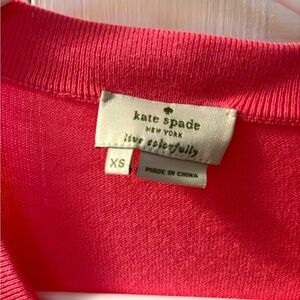 kate spade
NEW YORK
live colorfully
XS
MADE IN CHINA